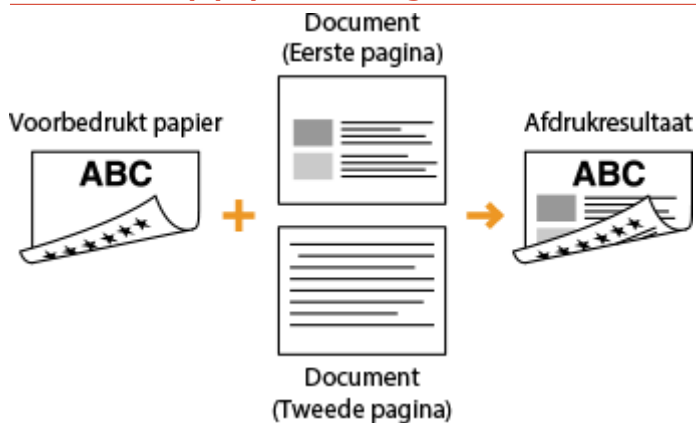 Document
(Eerste pagina)
Voorbedrukt papier
Afdrukresultaat
ABC
ABC
Document
(Tweede pagina)